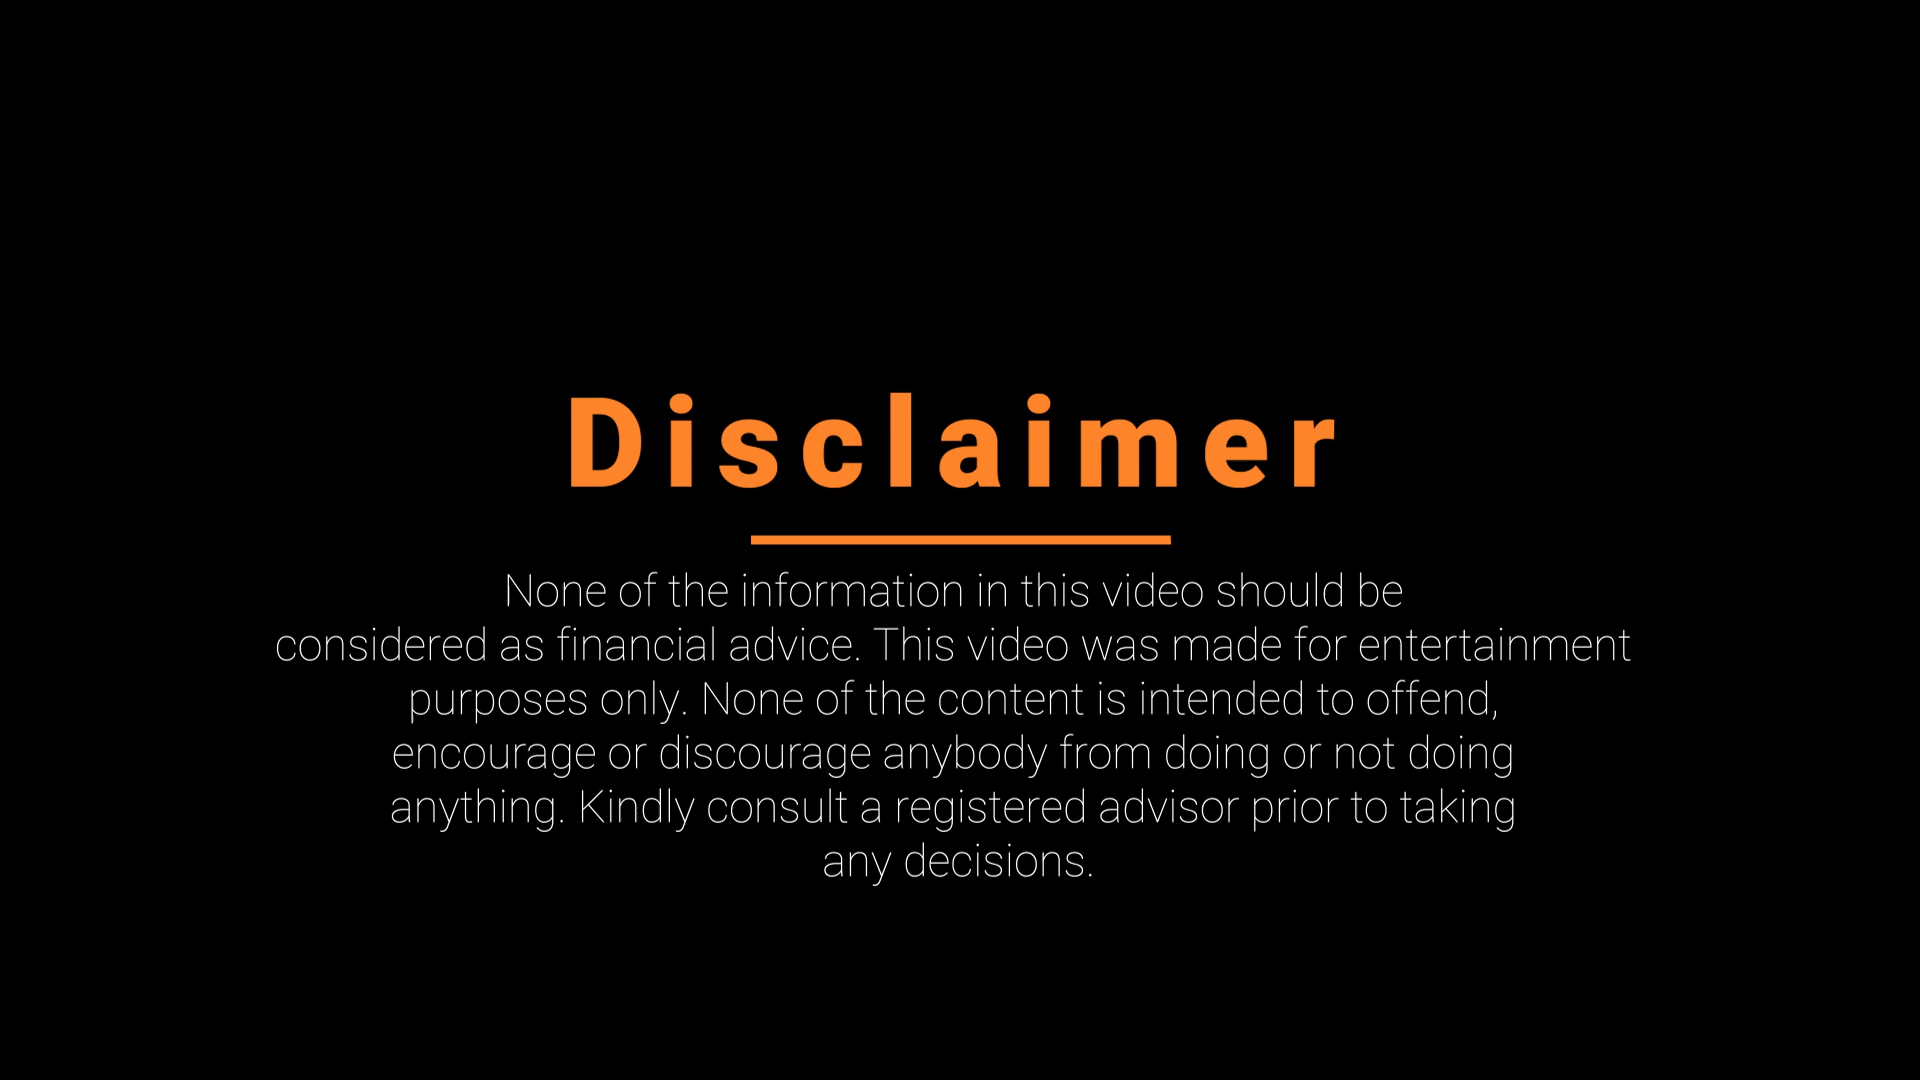 Disclaimer
None of the information in this video should be
considered as financial advice. This video was made for entertainment
purposes only. None of the content is intended to offend,
encourage or discourage anybody from doing or not doing
anything. Kindly consult a registered advisor prior to taking
any decisions.